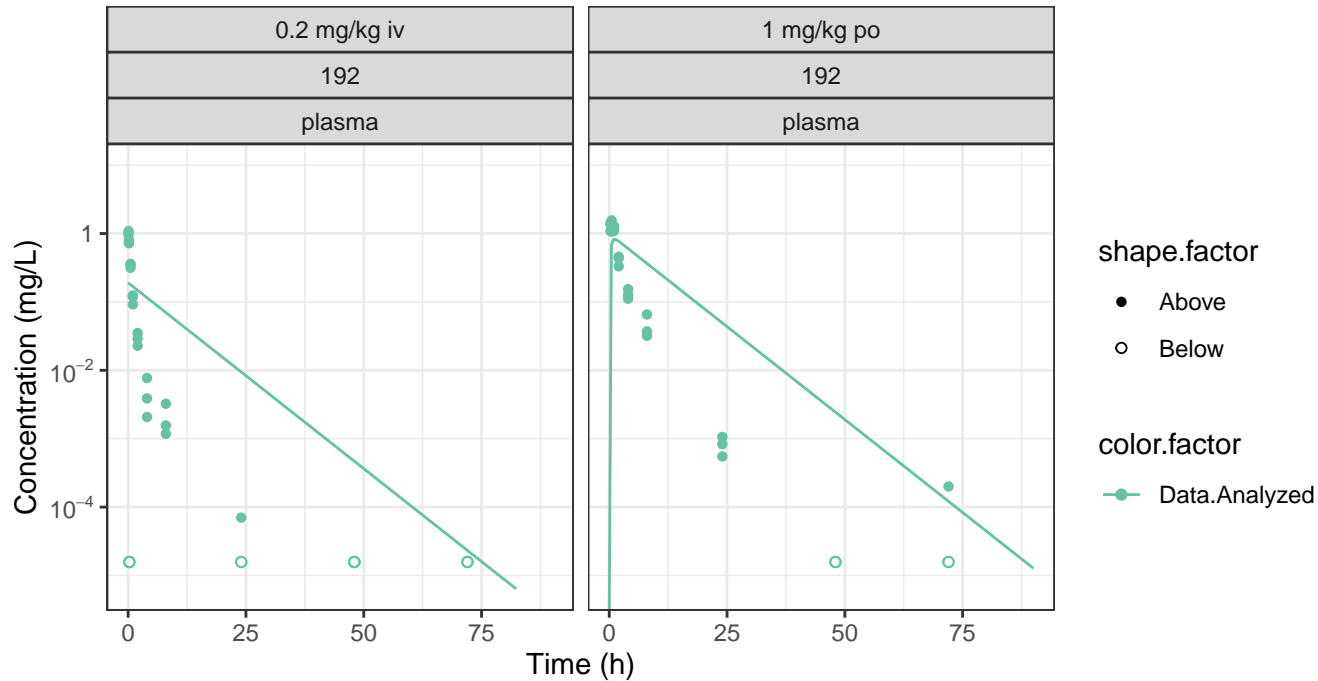 0.2 mg/kg iv
1 mg/kg po
192
192
plasma
plasma
Concentration (mg/L)
1
10⁻²
10⁻⁴
0
25
50
75
0
25
50
75
Time (h)
shape.factor
Above
Below
color.factor
Data.Analyzed